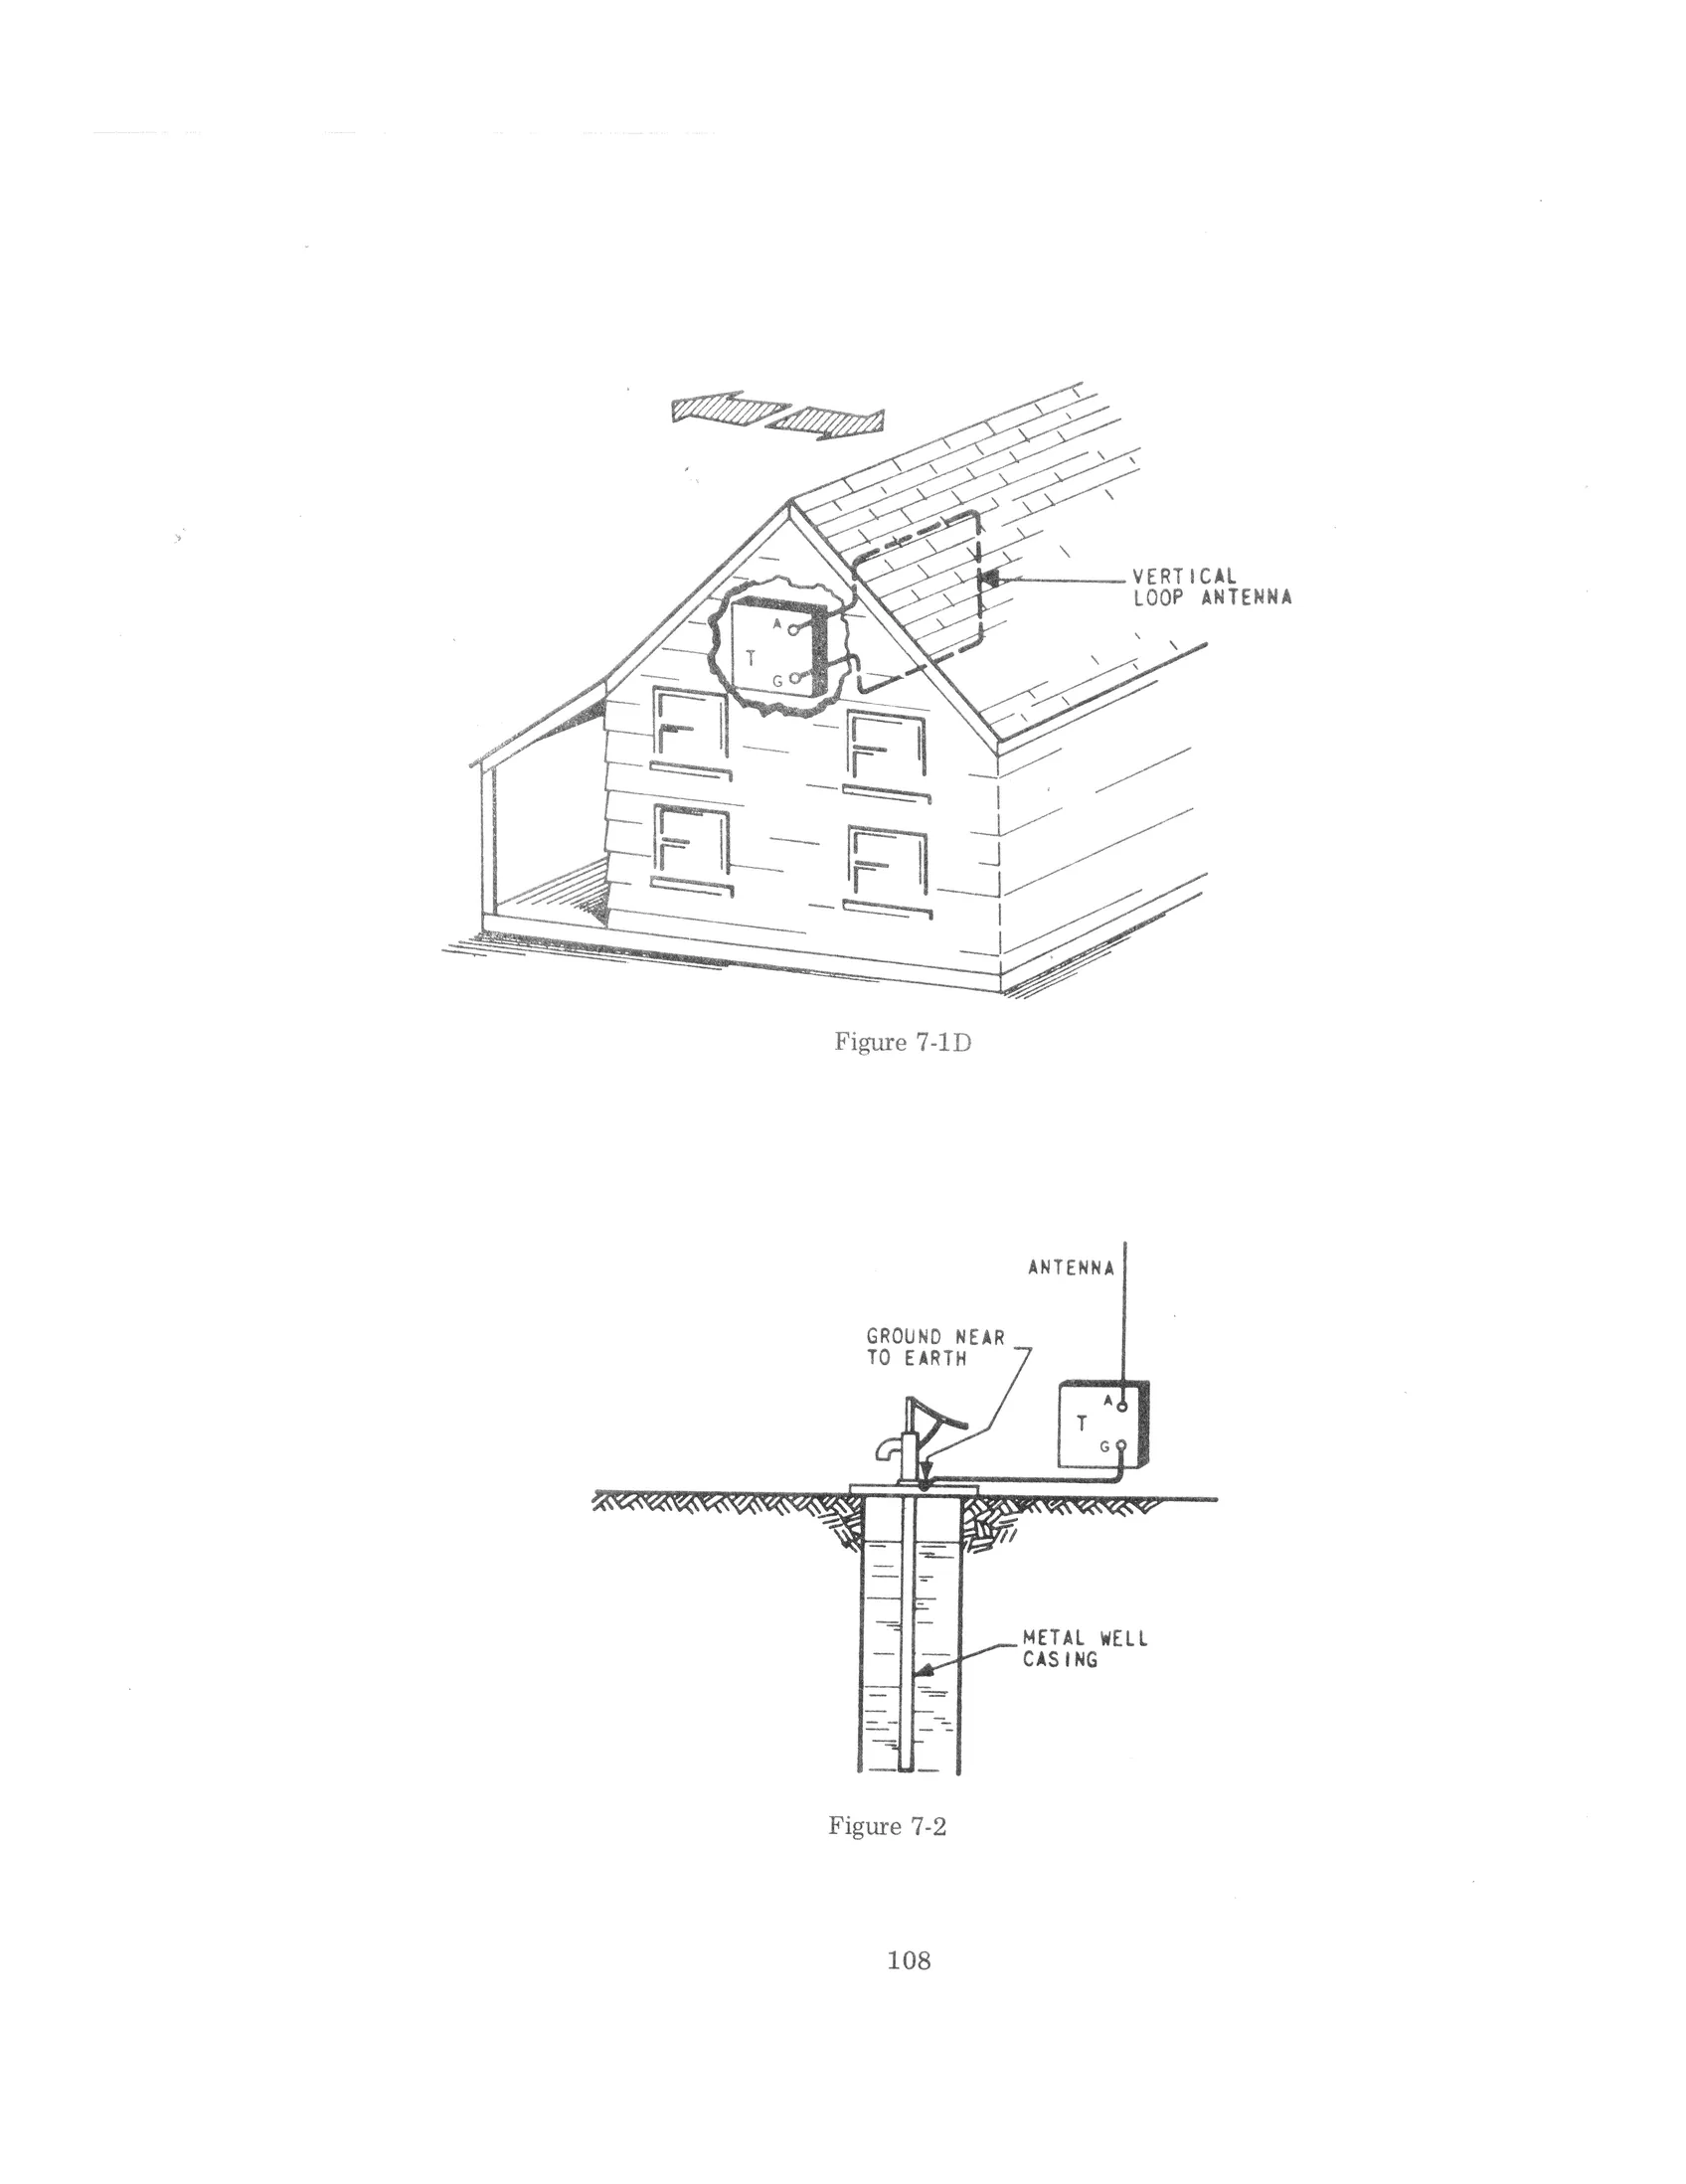 VERTICAL
LOOP ANTENNA
A
T
G
Figure 7-1D
ANTENNA
GROUND NEAR
TO EARTH
A
T
G
METAL WELL
CASING
Figure 7-2
108